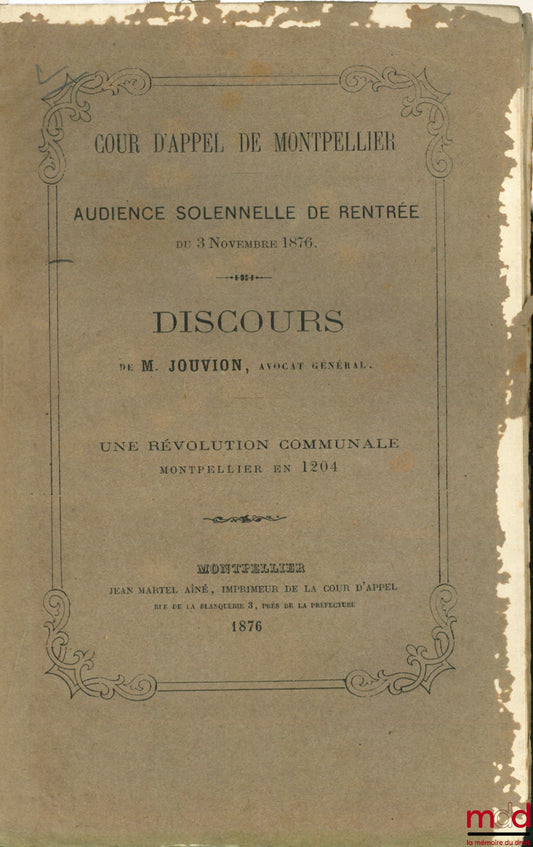 COUR D'APPEL DE MONTPELLIER
AUDIENCE SOLENNELLE DE RENTRÉE
DU 3 NOVEMBRE 1876.
DISCOURS
DE M. JOUVION, AVOCAT GÉNÉRAL.
UNE RÉVOLUTION COMMUNALE
MONTPELLIER EN 1204
MONTPELLIER
JEAN MARTEL AÎNÉ, IMPRIMEUR DE LA COUR D'APPEL
RUE DE LA BLANQUERIE 3, PRÈS DE LA PRÉFECTURE
1876
mdd
la mémoire du droit